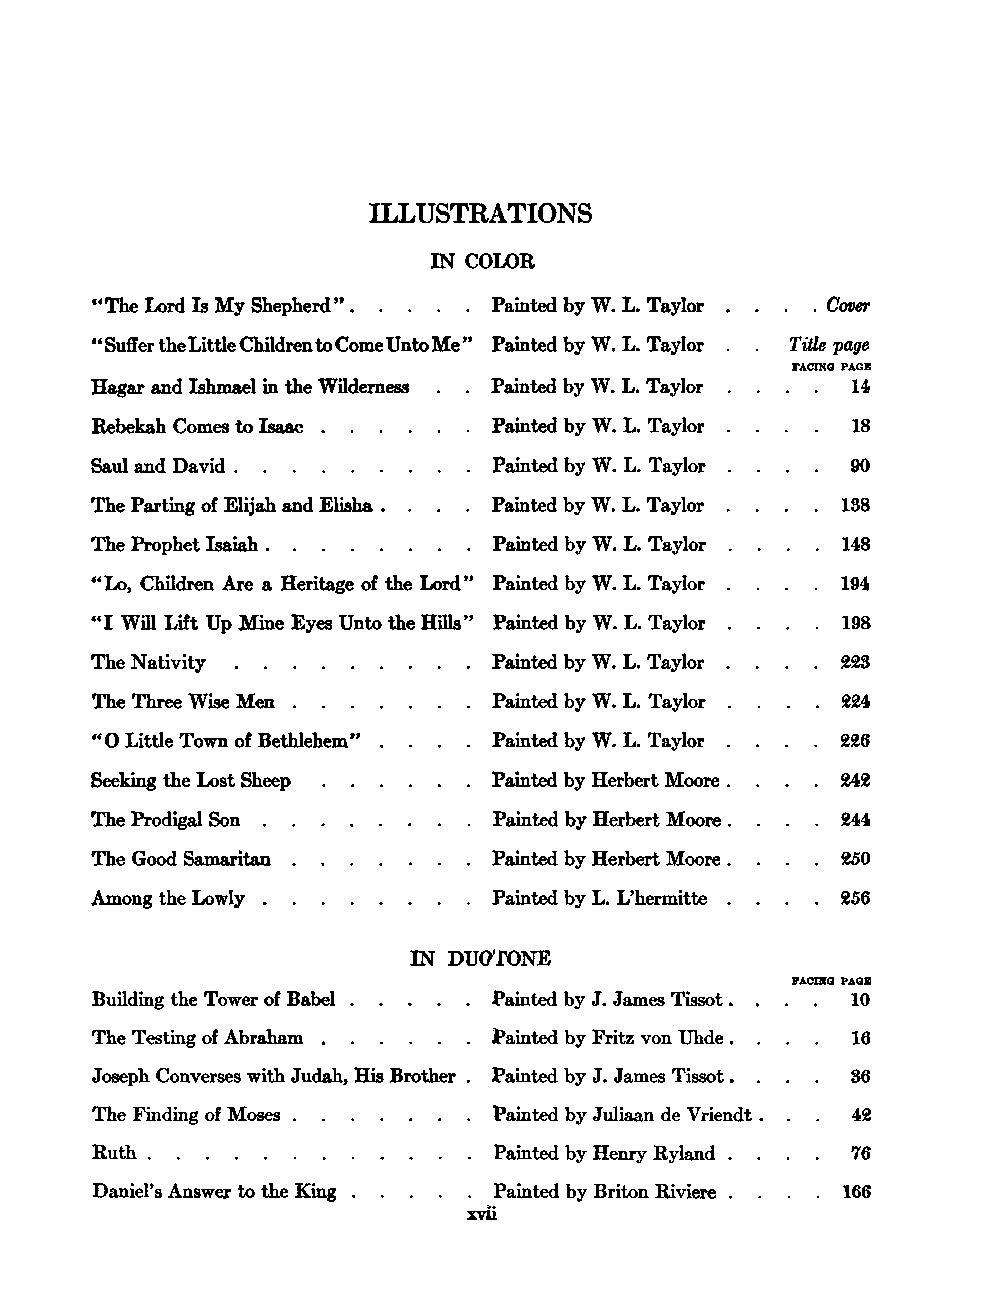 ILLUSTRATIONS
IN COLOR
"The Lord Is My Shepherd" . . . . . Painted by W. L. Taylor . . . . Cover
"Suffer the Little Children to Come Unto Me" Painted by W. L. Taylor . . Title page
FACING PAGE
Hagar and Ishmael in the Wilderness . . Painted by W. L. Taylor . . . . 14
Rebekah Comes to Isaac . . . . . . Painted by W. L. Taylor . . . . 18
Saul and David . . . . . . . . . Painted by W. L. Taylor . . . . 90
The Parting of Elijah and Elisha . . . . Painted by W. L. Taylor . . . . 138
The Prophet Isaiah . . . . . . . . Painted by W. L. Taylor . . . . 148
"Lo, Children Are a Heritage of the Lord" Painted by W. L. Taylor . . . . 194
"I Will Lift Up Mine Eyes Unto the Hills" Painted by W. L. Taylor . . . . 198
The Nativity . . . . . . . . . Painted by W. L. Taylor . . . . 223
The Three Wise Men . . . . . . . Painted by W. L. Taylor . . . . 224
"O Little Town of Bethlehem" . . . . Painted by W. L. Taylor . . . . 226
Seeking the Lost Sheep . . . . . . Painted by Herbert Moore . . . . 242
The Prodigal Son . . . . . . . . Painted by Herbert Moore . . . . 244
The Good Samaritan . . . . . . . Painted by Herbert Moore . . . . 250
Among the Lowly . . . . . . . . Painted by L. L'hermitte . . . . 256
IN DUOTONE
FACING PAGE
Building the Tower of Babel . . . . . Painted by J. James Tissot . . . . 10
The Testing of Abraham . . . . . . Painted by Fritz von Uhde . . . . 16
Joseph Converses with Judah, His Brother . Painted by J. James Tissot . . . . 36
The Finding of Moses . . . . . . . Painted by Juliaan de Vriendt . . . 42
Ruth . . . . . . . . . . . . Painted by Henry Ryland . . . . 76
Daniel's Answer to the King . . . . . Painted by Briton Riviere . . . . 166
xvii